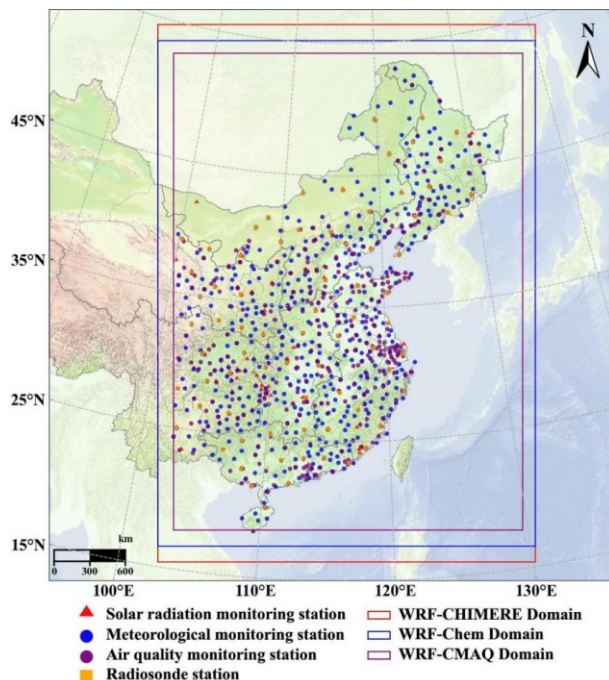 N
45°N
35°N
25°N
15°N
km
0 300 600
100°E 110°E 120°E 130°E
Solar radiation monitoring station
WRF-CHIMERE Domain
Meteorological monitoring station
WRF-Chem Domain
Air quality monitoring station
WRF-CMAQ Domain
Radiosonde station